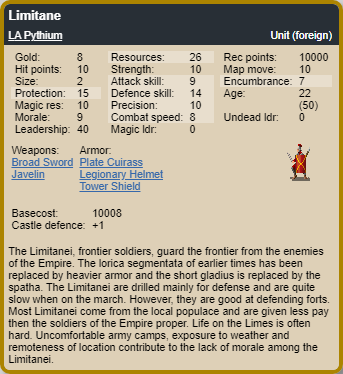 Limitane
LA Pythium Unit (foreign)
Gold: 8 Resources: 26 Rec points: 10000
Hit points: 10 Strength: 10 Map move: 10
Size: 2 Attack skill: 9 Encumbrance: 7
Protection: 15 Defence skill: 14 Age: 22
Magic res: 10 Precision: 10 (50)
Morale: 9 Combat speed: 8 Undead ldr: 0
Leadership: 40 Magic ldr: 0
Weapons: Armor:
Broad Sword Plate Cuirass
Javelin Legionary Helmet
Tower Shield
Basecost: 10008
Castle defence: +1
The Limitanei, frontier soldiers, guard the frontier from the enemies
of the Empire. The lorica segmentata of earlier times has been
replaced by heavier armor and the short gladius is replaced by the
spatha. The Limitanei are drilled mainly for defense and are quite
slow when on the march. However, they are good at defending forts.
Most Limitanei come from the local populace and are given less pay
then the soldiers of the Empire proper. Life on the Limes is often
hard. Uncomfortable army camps, exposure to weather and
remoteness of location contribute to the lack of morale among the
Limitanei.